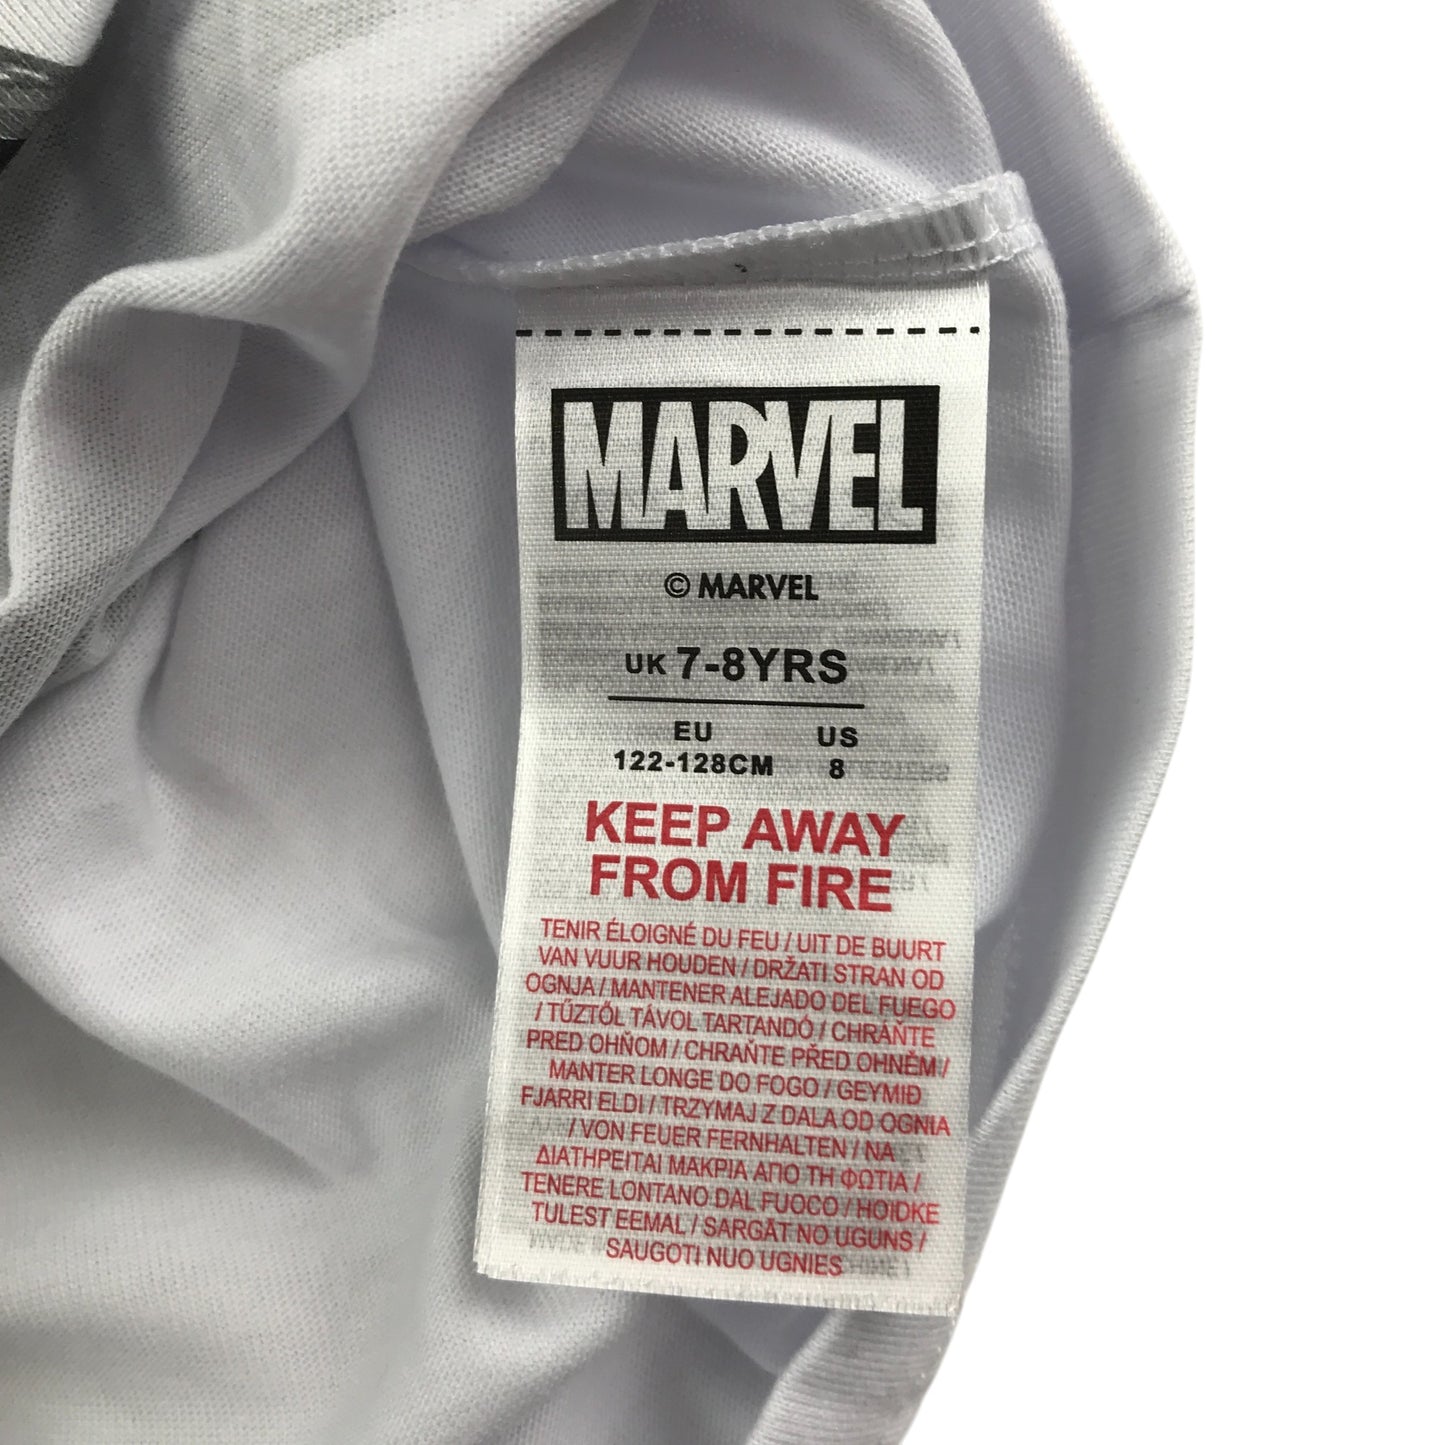 MARVEL
© MARVEL
UK 7-8YRS
EU US
122-128CM 8
KEEP AWAY
FROM FIRE
TENIR ÉLOIGNÉ DU FEU / UIT DE BUURT
VAN VUUR HOUDEN / DRŽATI STRAN OD
OGNJA / MANTENER ALEJADO DEL FUEGO
/ TŰZTŐL TÁVOL TARTANDÓ / CHRÁŇTE
PRED OHŇOM / CHRAŇTE PŘED OHNĚM /
MANTER LONGE DO FOGO / GEYMIÐ
FJARRI ELDI / TRZYMAJ Z DALA OD OGNIA
/ VON FEUER FERNHALTEN / ΝΑ
ΔΙΑΤΗΡΕΙΤΑΙ ΜΑΚΡΙΑ ΑΠΟ ΤΗ ΦΩΤΙΑ /
TENERE LONTANO DAL FUOCO / HOIDKE
TULEST EEMAL / SARGĀT NO UGUNS /
SAUGOTI NUO UGNIES